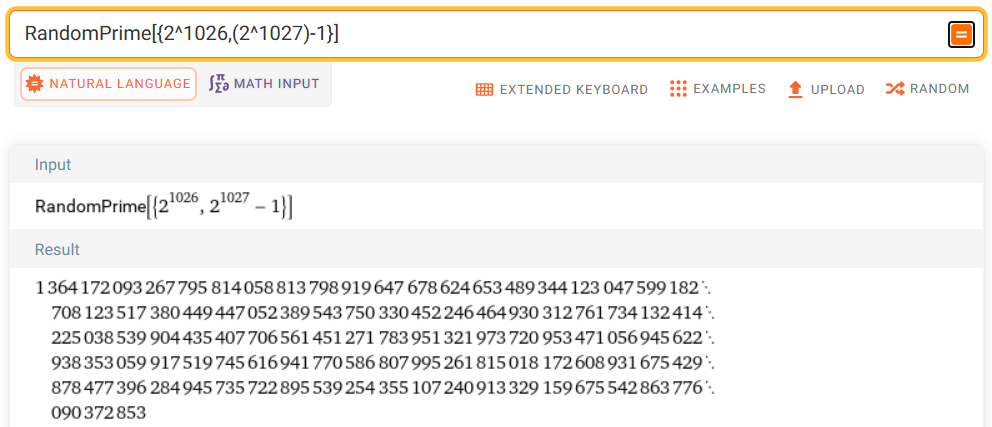 RandomPrime[{2^1026,(2^1027)-1}]
NATURAL LANGUAGE
MATH INPUT
EXTENDED KEYBOARD
EXAMPLES
UPLOAD
RANDOM
Input
RandomPrime[{2^1026, 2^1027 – 1}]
Result
1 364 172 093 267 795 814 058 813 798 919 647 678 624 653 489 344 123 047 599 182⋱
708 123 517 380 449 447 052 389 543 750 330 452 246 464 930 312 761 734 132 414⋱
225 038 539 904 435 407 706 561 451 271 783 951 321 973 720 953 471 056 945 622⋱
938 353 059 917 519 745 616 941 770 586 807 995 261 815 018 172 608 931 675 429⋱
878 477 396 284 945 735 722 895 539 254 355 107 240 913 329 159 675 542 863 776⋱
090 372 853